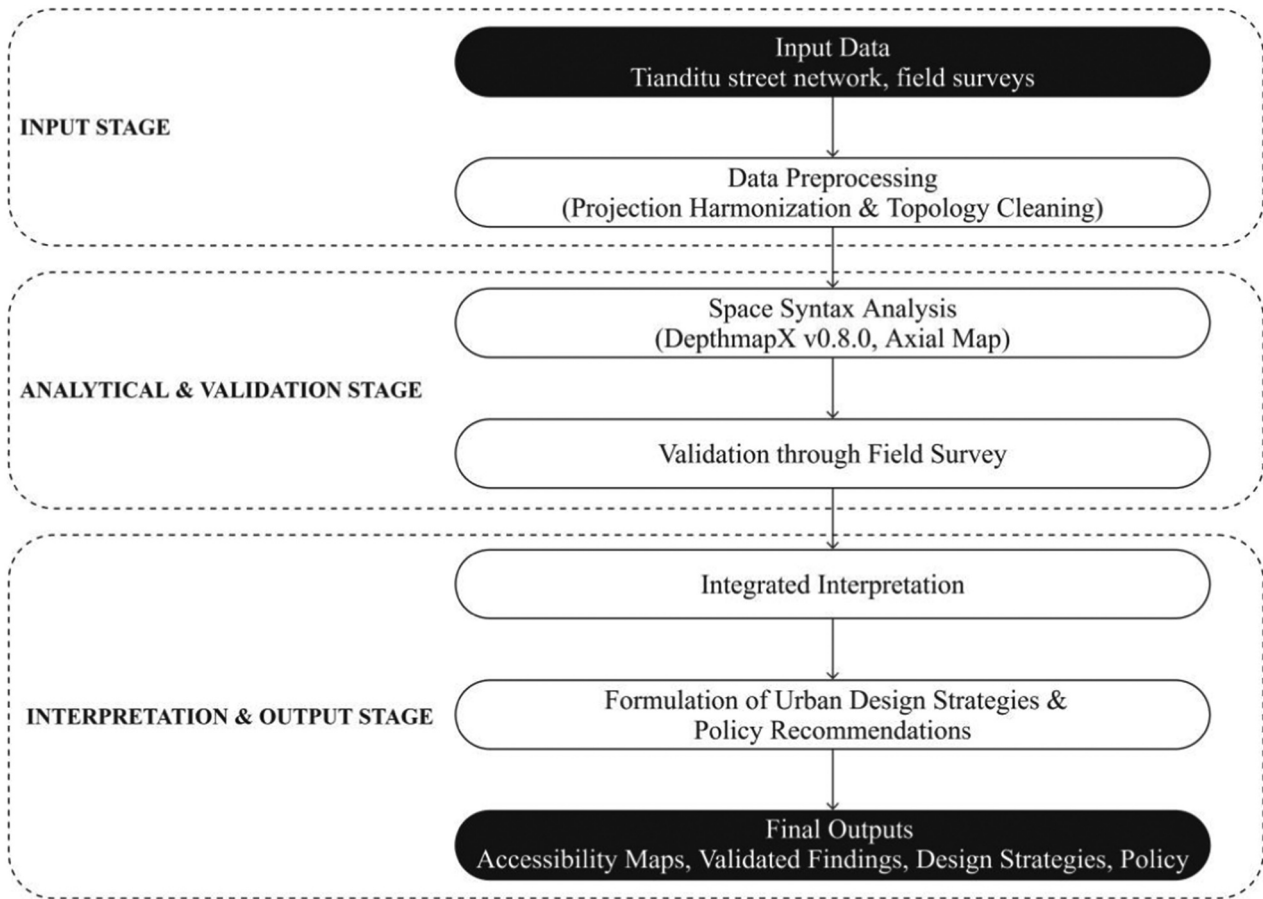 INPUT STAGE
Input Data
Tianditu street network, field surveys
Data Preprocessing
(Projection Harmonization & Topology Cleaning)
ANALYTICAL & VALIDATION STAGE
Space Syntax Analysis
(DepthmapX v0.8.0, Axial Map)
Validation through Field Survey
INTERPRETATION & OUTPUT STAGE
Integrated Interpretation
Formulation of Urban Design Strategies &
Policy Recommendations
Final Outputs
Accessibility Maps, Validated Findings, Design Strategies, Policy